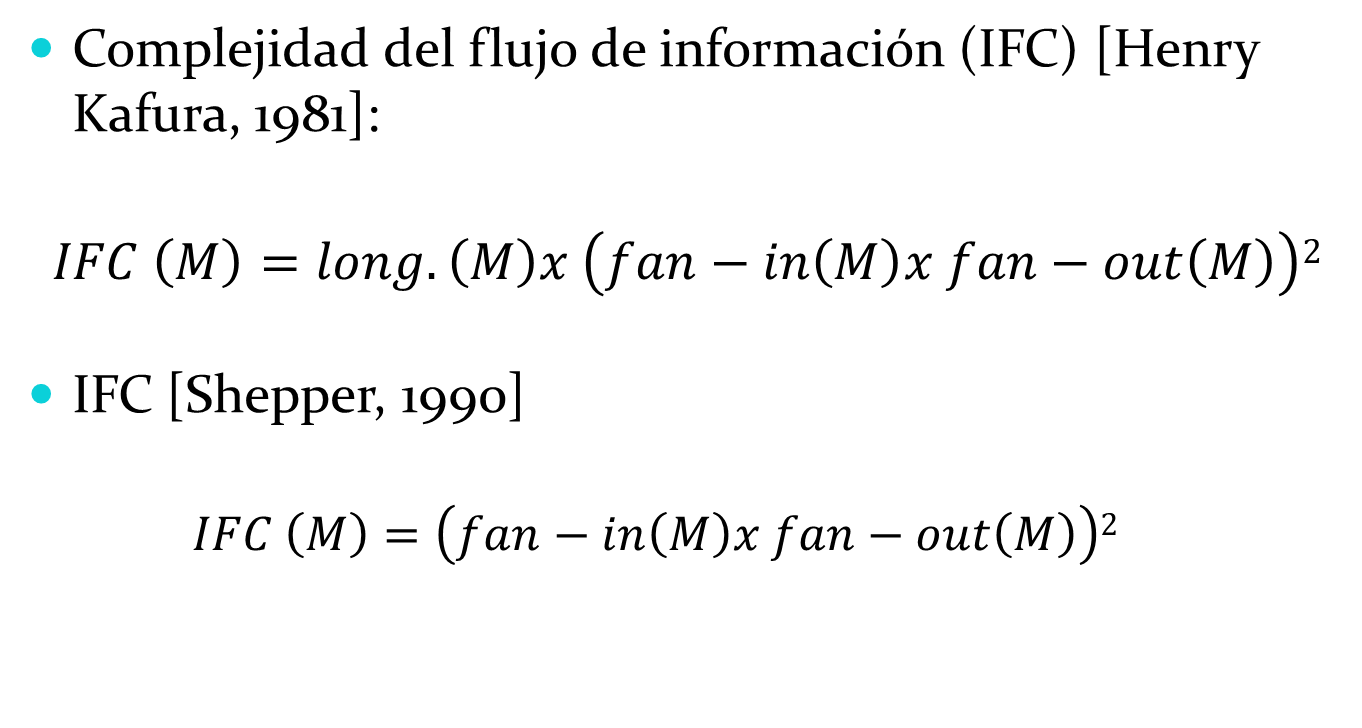 • Complejidad del flujo de información (IFC) [Henry
Kafura, 1981]:
IFC (M) = long. (M)x (fan − in(M)x fan − out(M))²
• IFC [Shepper, 1990]
IFC (M) = (fan − in(M)x fan − out(M))²